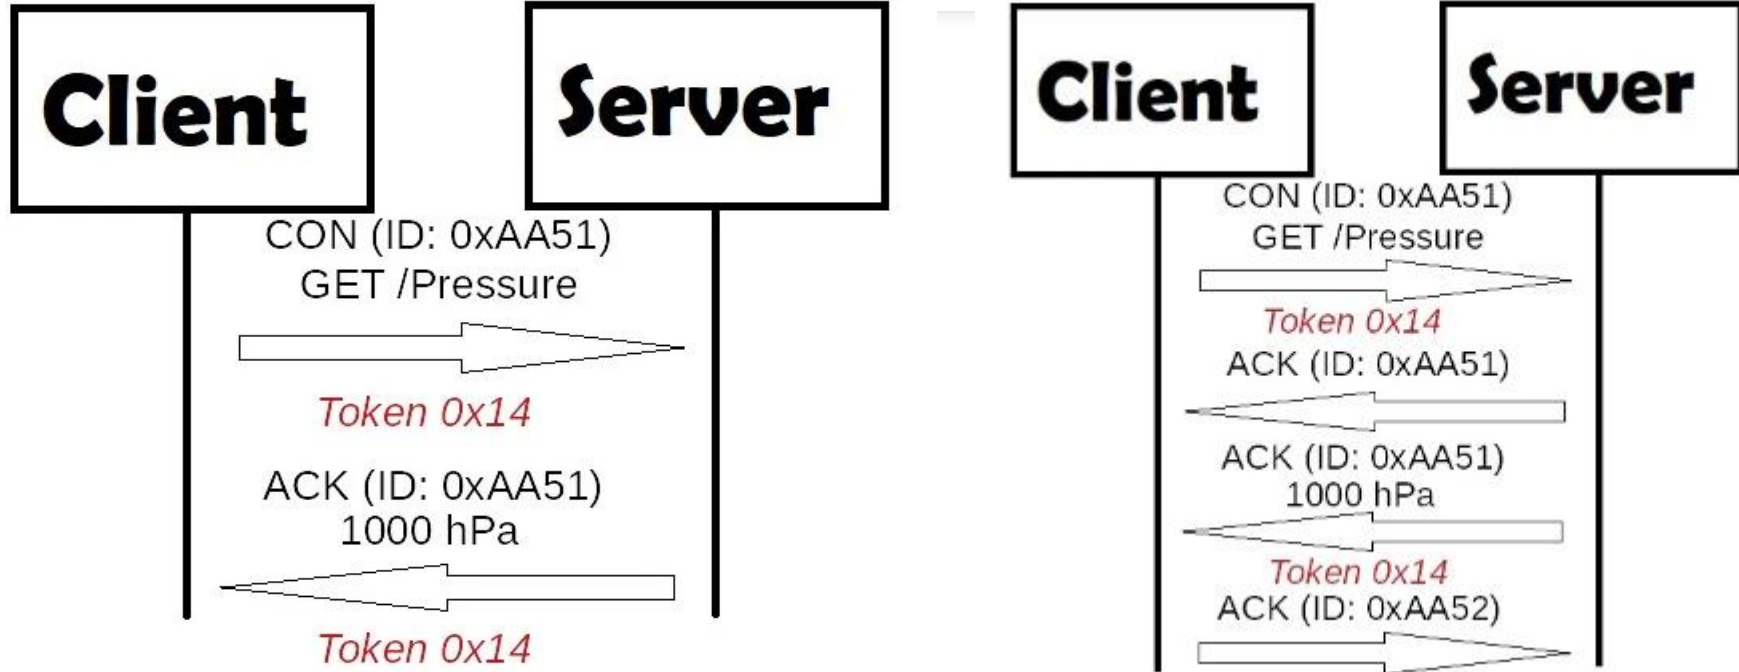 Client
Server
CON (ID: 0xAA51)
GET /Pressure
Token 0x14
ACK (ID: 0xAA51)
1000 hPa
Token 0x14
Client
Server
CON (ID: 0xAA51)
GET /Pressure
Token 0x14
ACK (ID: 0xAA51)
ACK (ID: 0xAA51)
1000 hPa
Token 0x14
ACK (ID: 0xAA52)